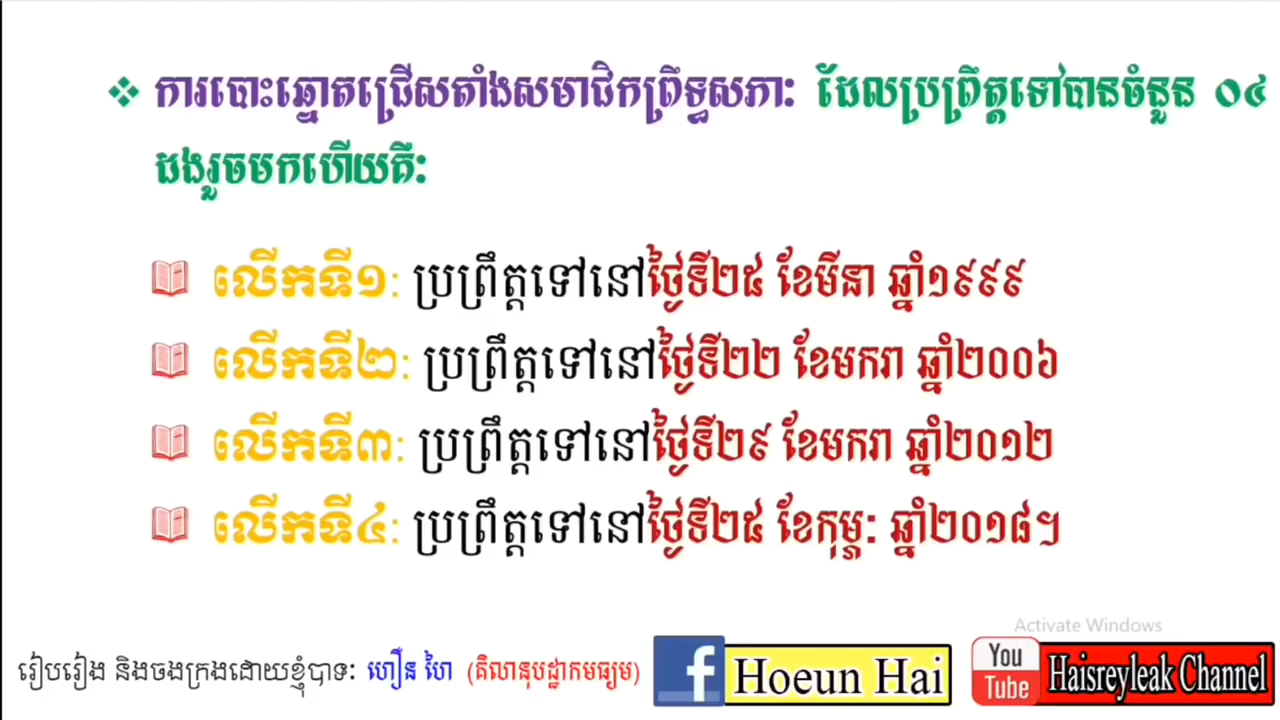 ការបោះឆ្នោតជ្រើសតាំងសមាជិកព្រឹទ្ធសភាៈ ដែលប្រព្រឹត្តទៅបានចំនួន ០៤
ដងរួចមកហើយគឺៈ
លើកទី១: ប្រព្រឹត្តទៅនៅថ្ងៃទី២៥ ខែមីនា ឆ្នាំ១៩៩៩
លើកទី២: ប្រព្រឹត្តទៅនៅថ្ងៃទី២២ ខែមករា ឆ្នាំ២០០៦
លើកទី៣: ប្រព្រឹត្តទៅនៅថ្ងៃទី២៩ ខែមករា ឆ្នាំ២០១២
លើកទី៤: ប្រព្រឹត្តទៅនៅថ្ងៃទី២៥ ខែកុម្ភៈ ឆ្នាំ២០១៨។
Activate Windows
រៀបរៀង និងចងក្រងដោយខ្ញុំបាទៈ ហឿន ហៃ (គិលានុបដ្ឋាកមធ្យម) f Hoeun Hai You Tube Haisreyleak Channel